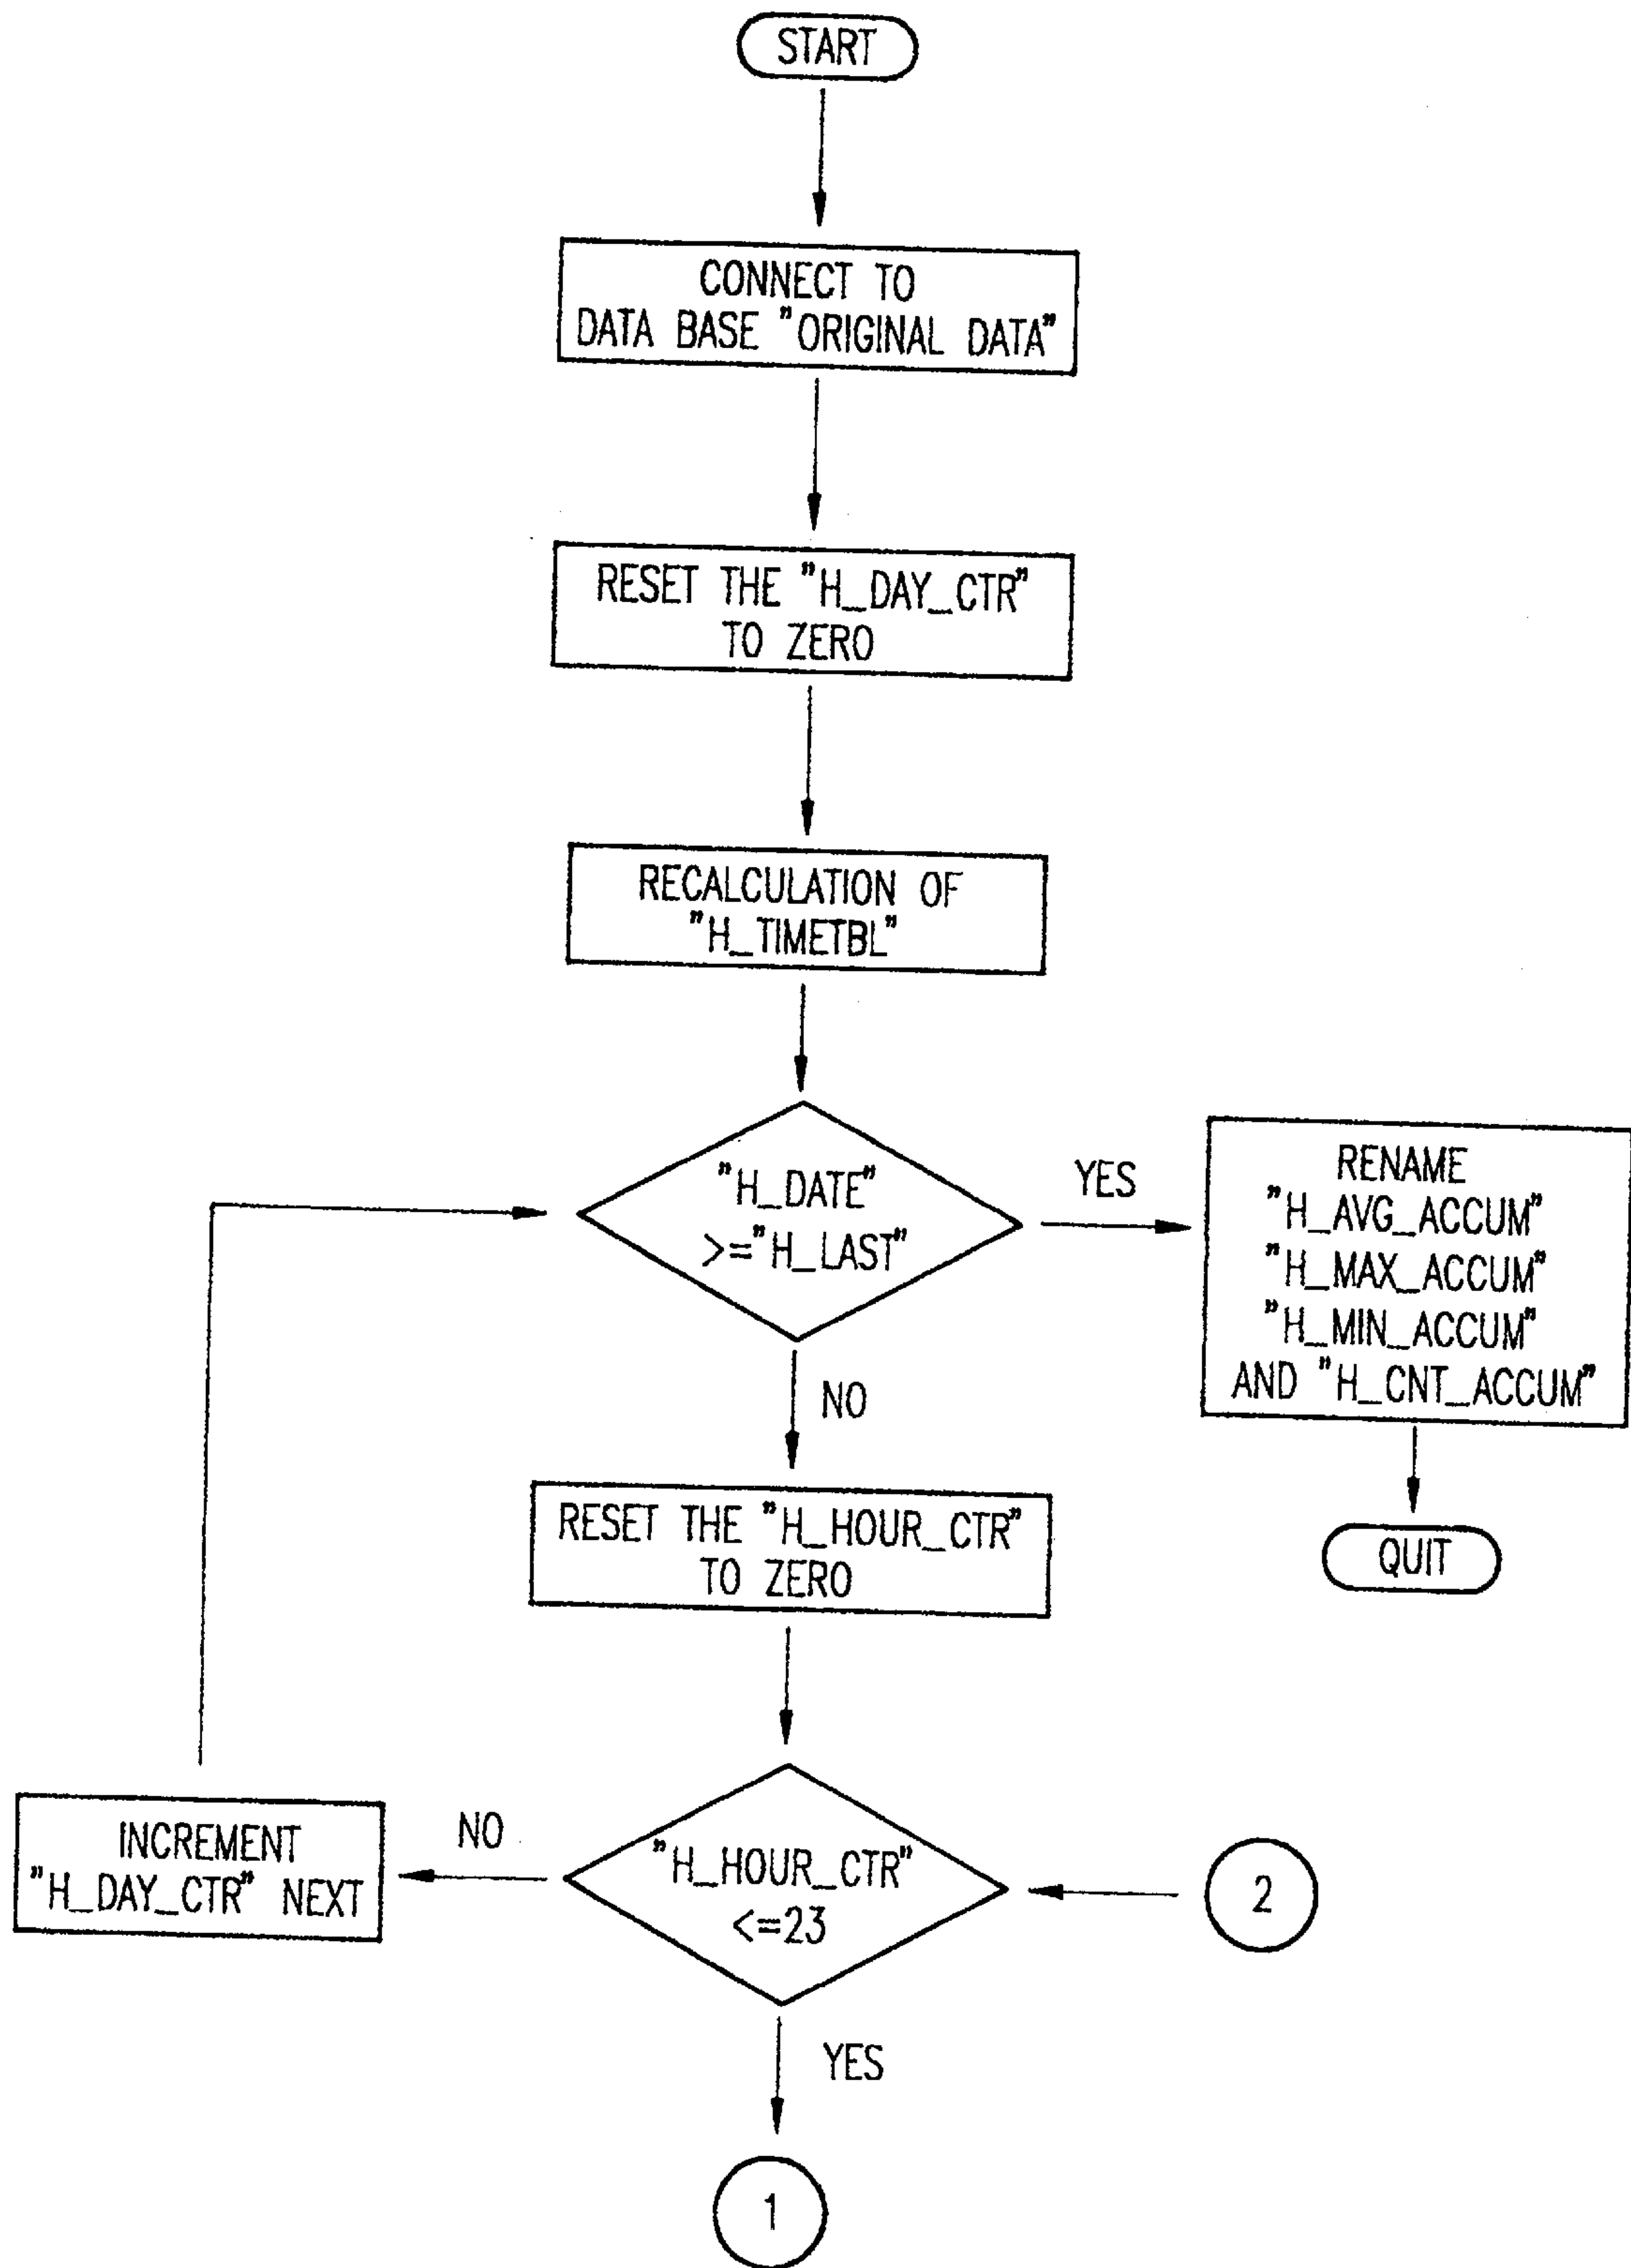 START
CONNECT TO
DATA BASE "ORIGINAL DATA"
RESET THE "H_DAY_CTR"
TO ZERO
RECALCULATION OF
"H_TIMETBL"
"H_DATE"
>="H_LAST"
YES
RENAME
"H_AVG_ACCUM"
"H_MAX_ACCUM"
"H_MIN_ACCUM"
AND "H_CNT_ACCUM"
NO
RESET THE "H_HOUR_CTR"
TO ZERO
QUIT
INCREMENT
"H_DAY_CTR" NEXT
NO
"H_HOUR_CTR"
<=23
2
YES
1